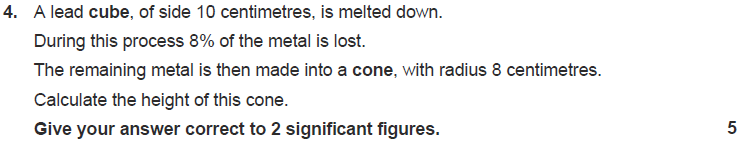 4. A lead cube, of side 10 centimetres, is melted down.
During this process 8% of the metal is lost.
The remaining metal is then made into a cone, with radius 8 centimetres.
Calculate the height of this cone.
Give your answer correct to 2 significant figures. 5